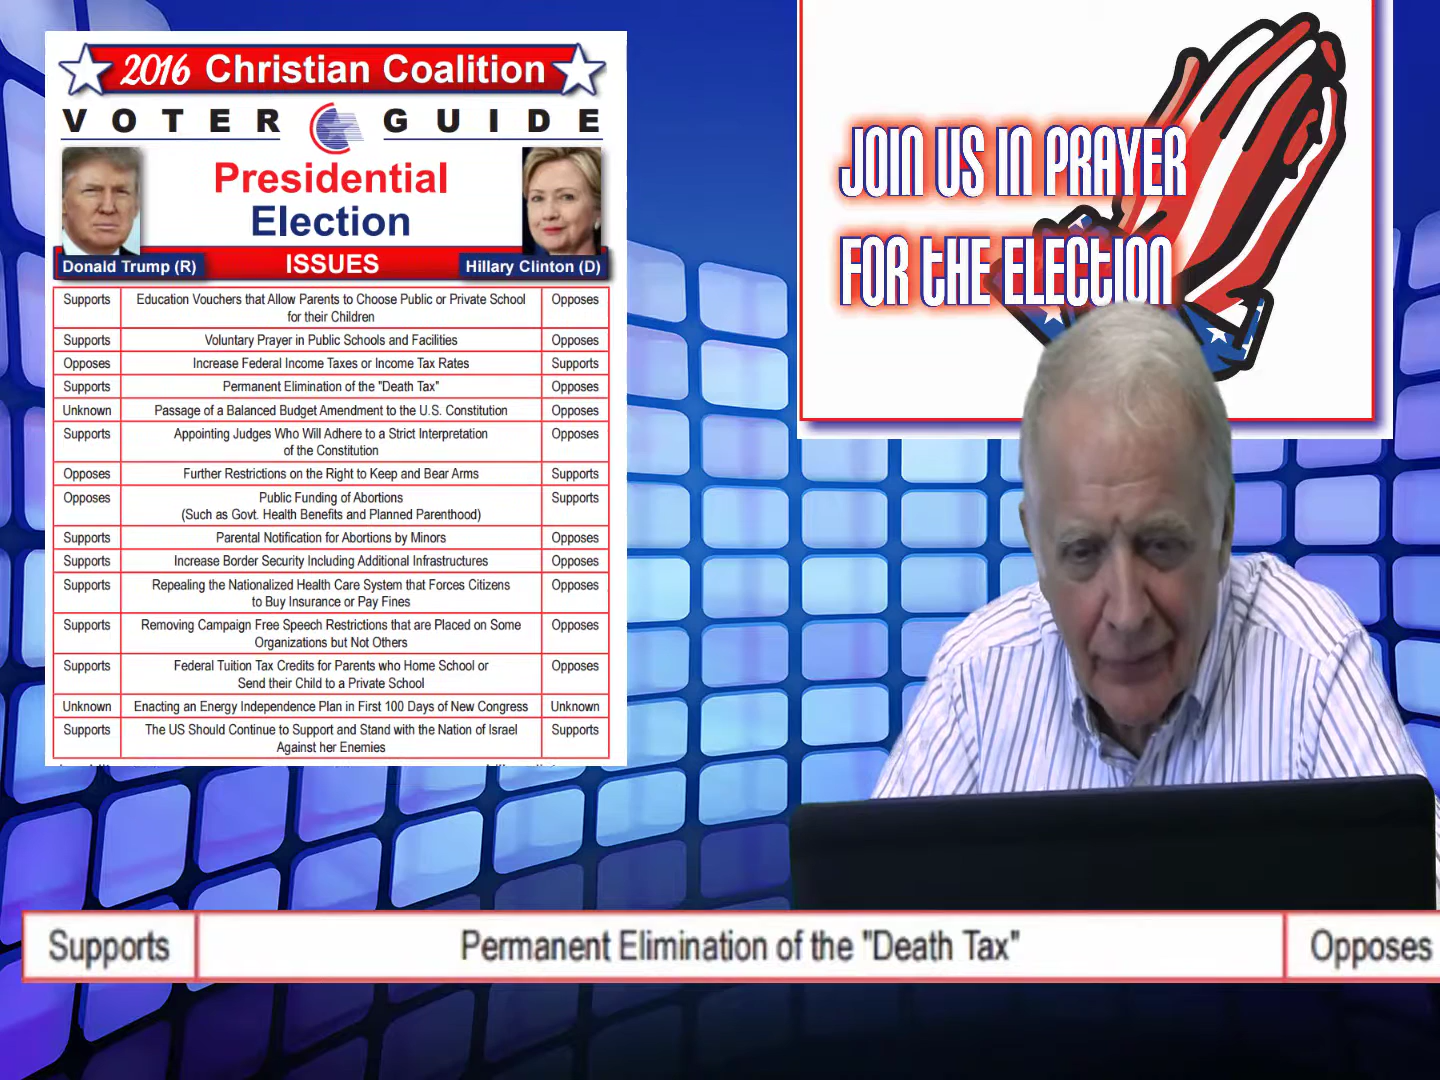 2016 Christian Coalition
VOTER GUIDE
Presidential
Election
Donald Trump (R) ISSUES Hillary Clinton (D)
Supports Education Vouchers that Allow Parents to Choose Public or Private School Opposes
for their Children
Supports Voluntary Prayer in Public Schools and Facilities Opposes
Opposes Increase Federal Income Taxes or Income Tax Rates Supports
Supports Permanent Elimination of the "Death Tax" Opposes
Unknown Passage of a Balanced Budget Amendment to the U.S. Constitution Opposes
Supports Appointing Judges Who Will Adhere to a Strict Interpretation Opposes
of the Constitution
Opposes Further Restrictions on the Right to Keep and Bear Arms Supports
Opposes Public Funding of Abortions Supports
(Such as Govt. Health Benefits and Planned Parenthood)
Supports Parental Notification for Abortions by Minors Opposes
Supports Increase Border Security Including Additional Infrastructures Opposes
Supports Repealing the Nationalized Health Care System that Forces Citizens Opposes
to Buy Insurance or Pay Fines
Supports Removing Campaign Free Speech Restrictions that are Placed on Some Opposes
Organizations but Not Others
Supports Federal Tuition Tax Credits for Parents who Home School or Opposes
Send their Child to a Private School
Unknown Enacting an Energy Independence Plan in First 100 Days of New Congress Unknown
Supports The US Should Continue to Support and Stand with the Nation of Israel Supports
Against her Enemies
JOIN US IN PRAYER
FOR tHE ELECtION
Supports Permanent Elimination of the "Death Tax" Opposes